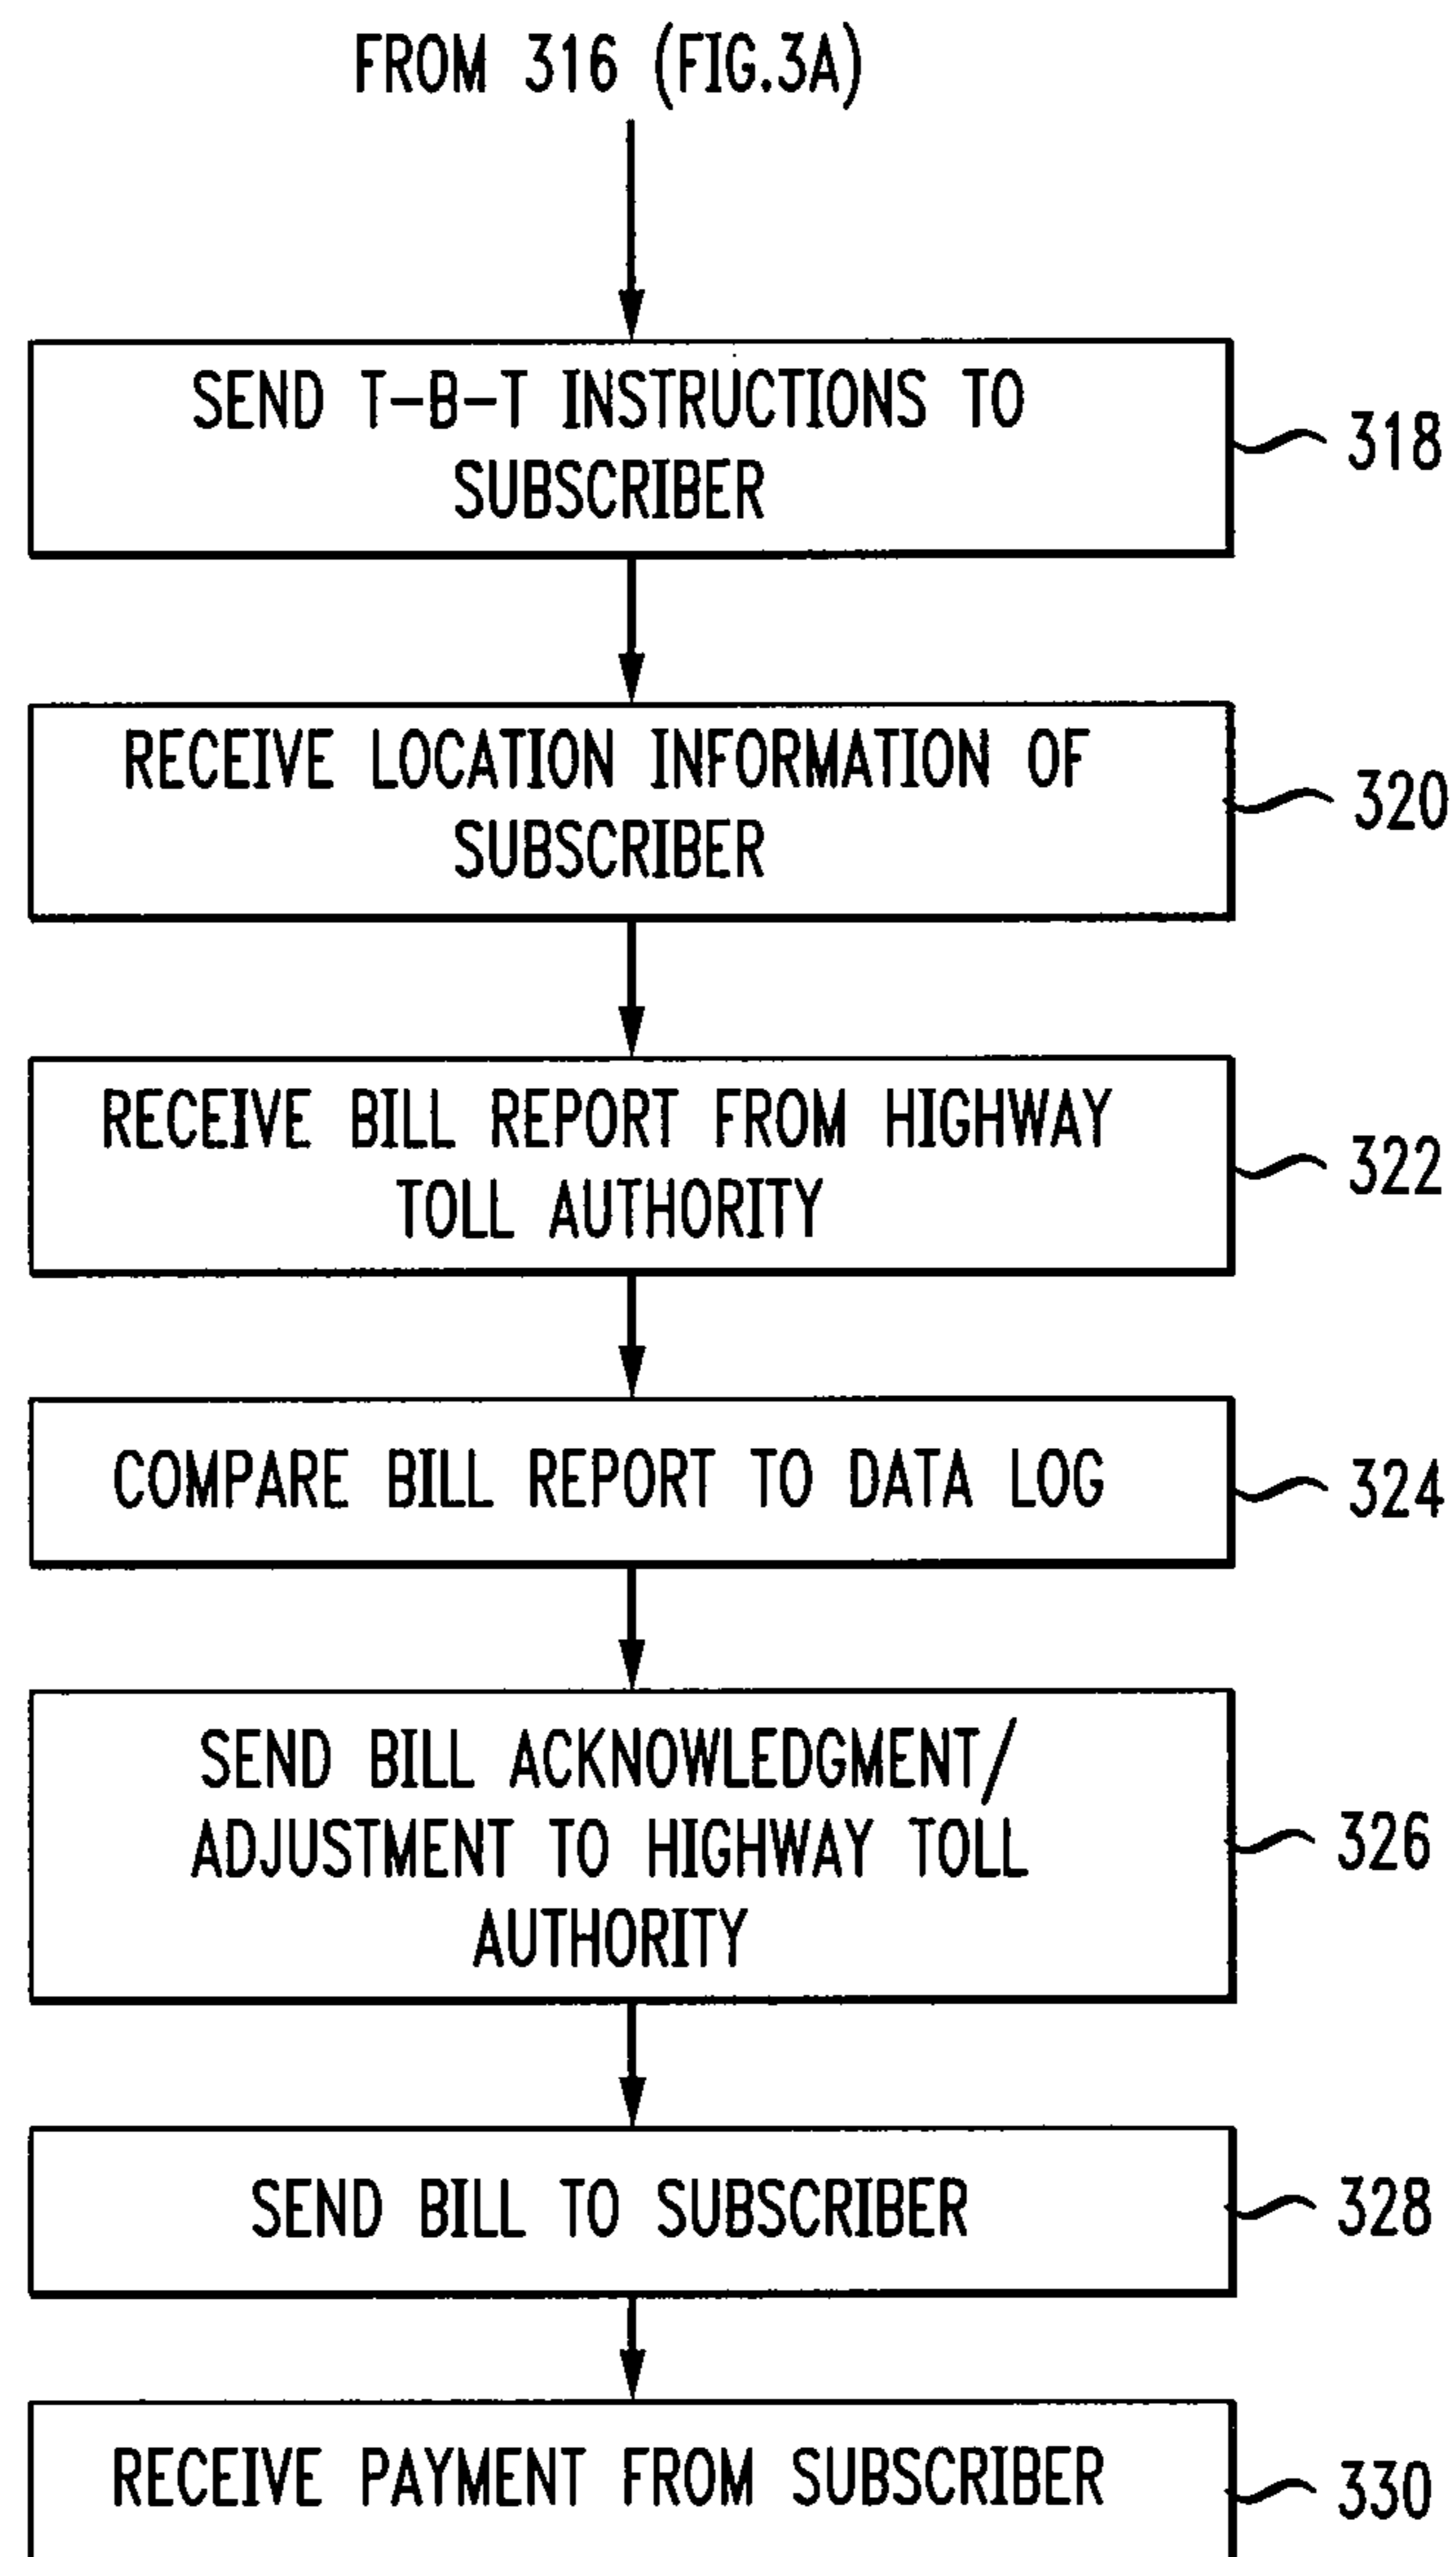 FROM 316 (FIG.3A)
SEND T-B-T INSTRUCTIONS TO
SUBSCRIBER
318
RECEIVE LOCATION INFORMATION OF
SUBSCRIBER
320
RECEIVE BILL REPORT FROM HIGHWAY
TOLL AUTHORITY
322
COMPARE BILL REPORT TO DATA LOG
324
SEND BILL ACKNOWLEDGMENT/
ADJUSTMENT TO HIGHWAY TOLL
AUTHORITY
326
SEND BILL TO SUBSCRIBER
328
RECEIVE PAYMENT FROM SUBSCRIBER
330